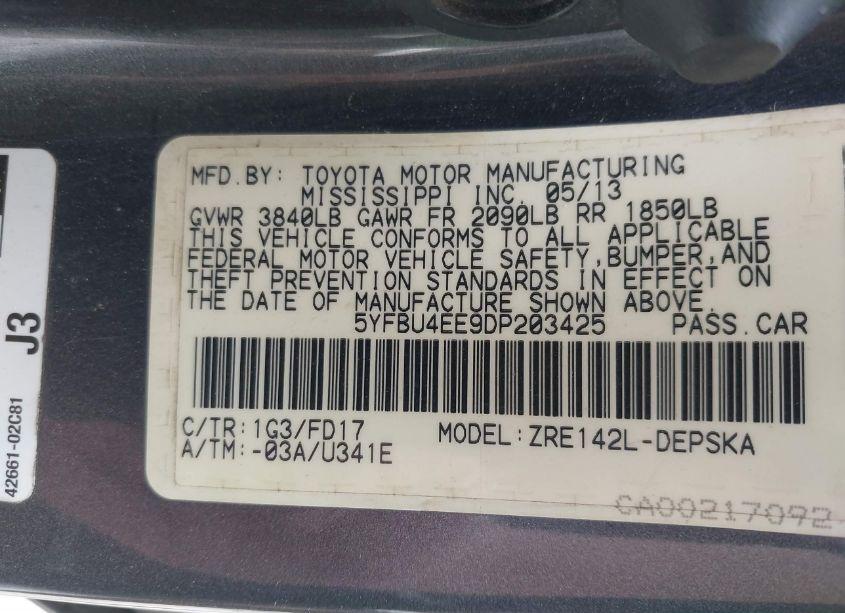 MFD.BY: TOYOTA MOTOR MANUFACTURING
MISSISSIPPI INC. 05/13
GVWR 3840LB GAWR FR 2090LB RR 1850LB
THIS VEHICLE CONFORMS TO ALL APPLICABLE
FEDERAL MOTOR VEHICLE SAFETY,BUMPER,AND
THEFT PREVENTION STANDARDS IN EFFECT ON
THE DATE OF MANUFACTURE SHOWN ABOVE.
5YFBU4EE9DP203425 PASS.CAR
C/TR:1G3/FD17 MODEL:ZRE142L-DEPSKA
A/TM:-03A/U341E
CA00217092
J3
42661-02C81